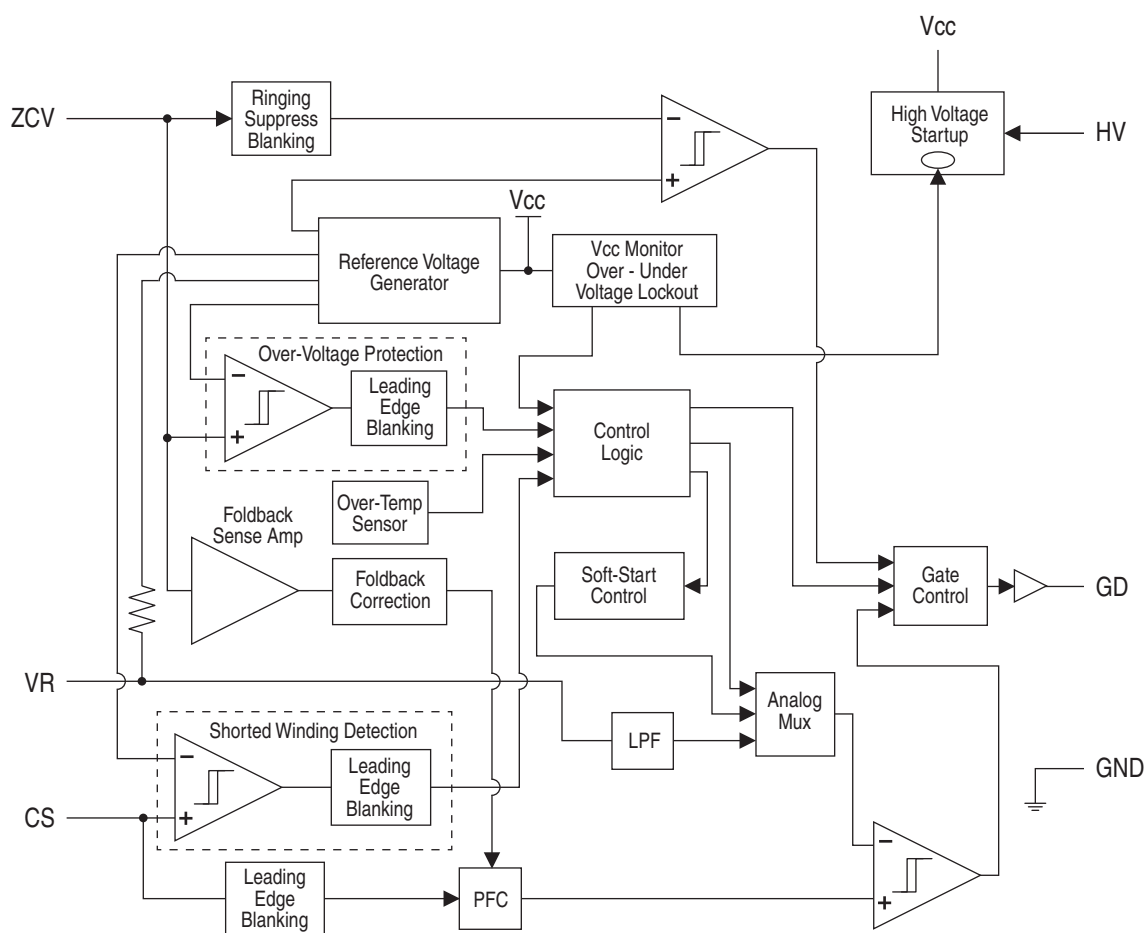 Vcc
ZCV
Ringing
Suppress
Blanking
−
+
High Voltage
Startup
HV
Vcc
Reference Voltage
Generator
Vcc Monitor
Over - Under
Voltage Lockout
Over-Voltage Protection
−
+
Leading
Edge
Blanking
Control
Logic
Over-Temp
Sensor
Foldback
Sense Amp
Foldback
Correction
Soft-Start
Control
Gate
Control
GD
VR
Analog
Mux
LPF
Shorted Winding Detection
−
+
Leading
Edge
Blanking
GND
CS
Leading
Edge
Blanking
PFC
−
+